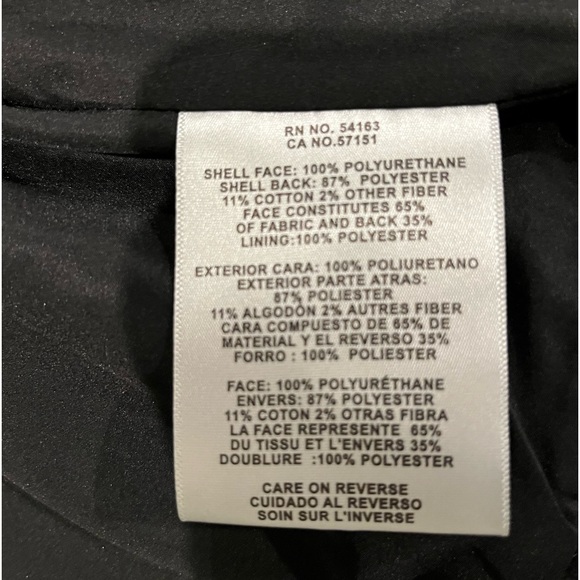 RN NO. 54163
CA NO.57151
SHELL FACE: 100% POLYURETHANE
SHELL BACK: 87% POLYESTER
11% COTTON 2% OTHER FIBER
FACE CONSTITUTES 65%
OF FABRIC AND BACK 35%
LINING:100% POLYESTER
EXTERIOR CARA: 100% POLIURETANO
EXTERIOR PARTE ATRAS:
87% POLIESTER
11% ALGODÓN 2% AUTRES FIBER
CARA COMPUESTO DE 65% DE
MATERIAL Y EL REVERSO 35%
FORRO : 100% POLIESTER
FACE: 100% POLYURÉTHANE
ENVERS: 87% POLYESTER
11% COTON 2% OTRAS FIBRA
LA FACE REPRESENTE 65%
DU TISSU ET L'ENVERS 35%
DOUBLURE :100% POLYESTER
CARE ON REVERSE
CUIDADO AL REVERSO
SOIN SUR L'INVERSE